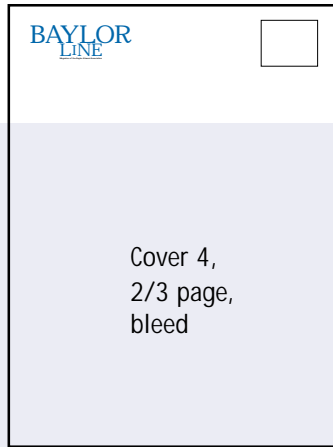 BAYLOR
LINE
Cover 4,
2/3 page,
bleed